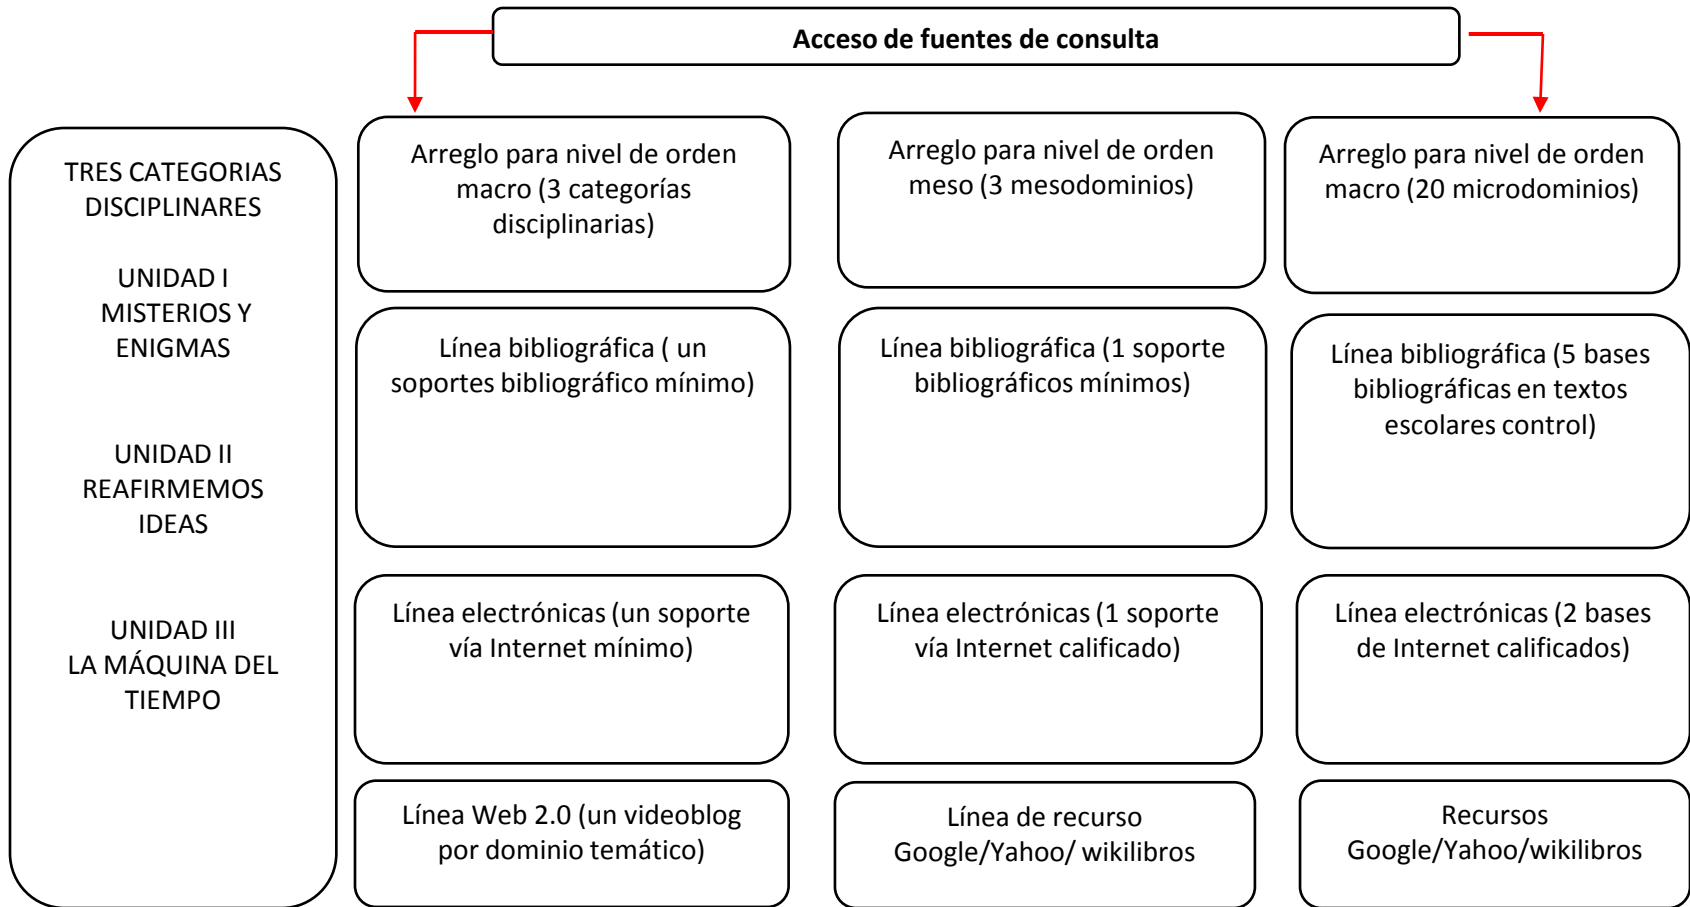 Acceso de fuentes de consulta
TRES CATEGORIAS
DISCIPLINARES
UNIDAD I
MISTERIOS Y
ENIGMAS
UNIDAD II
REAFIRMEMOS
IDEAS
UNIDAD III
LA MÁQUINA DEL
TIEMPO
Arreglo para nivel de orden
macro (3 categorías
disciplinarias)
Arreglo para nivel de orden
meso (3 mesodominios)
Arreglo para nivel de orden
macro (20 microdominios)
Línea bibliográfica ( un
soportes bibliográfico mínimo)
Línea bibliográfica (1 soporte
bibliográficos mínimos)
Línea bibliográfica (5 bases
bibliográficas en textos
escolares control)
Línea electrónicas (un soporte
vía Internet mínimo)
Línea electrónicas (1 soporte
vía Internet calificado)
Línea electrónicas (2 bases
de Internet calificados)
Línea Web 2.0 (un videoblog
por dominio temático)
Línea de recurso
Google/Yahoo/ wikilibros
Recursos
Google/Yahoo/wikilibros